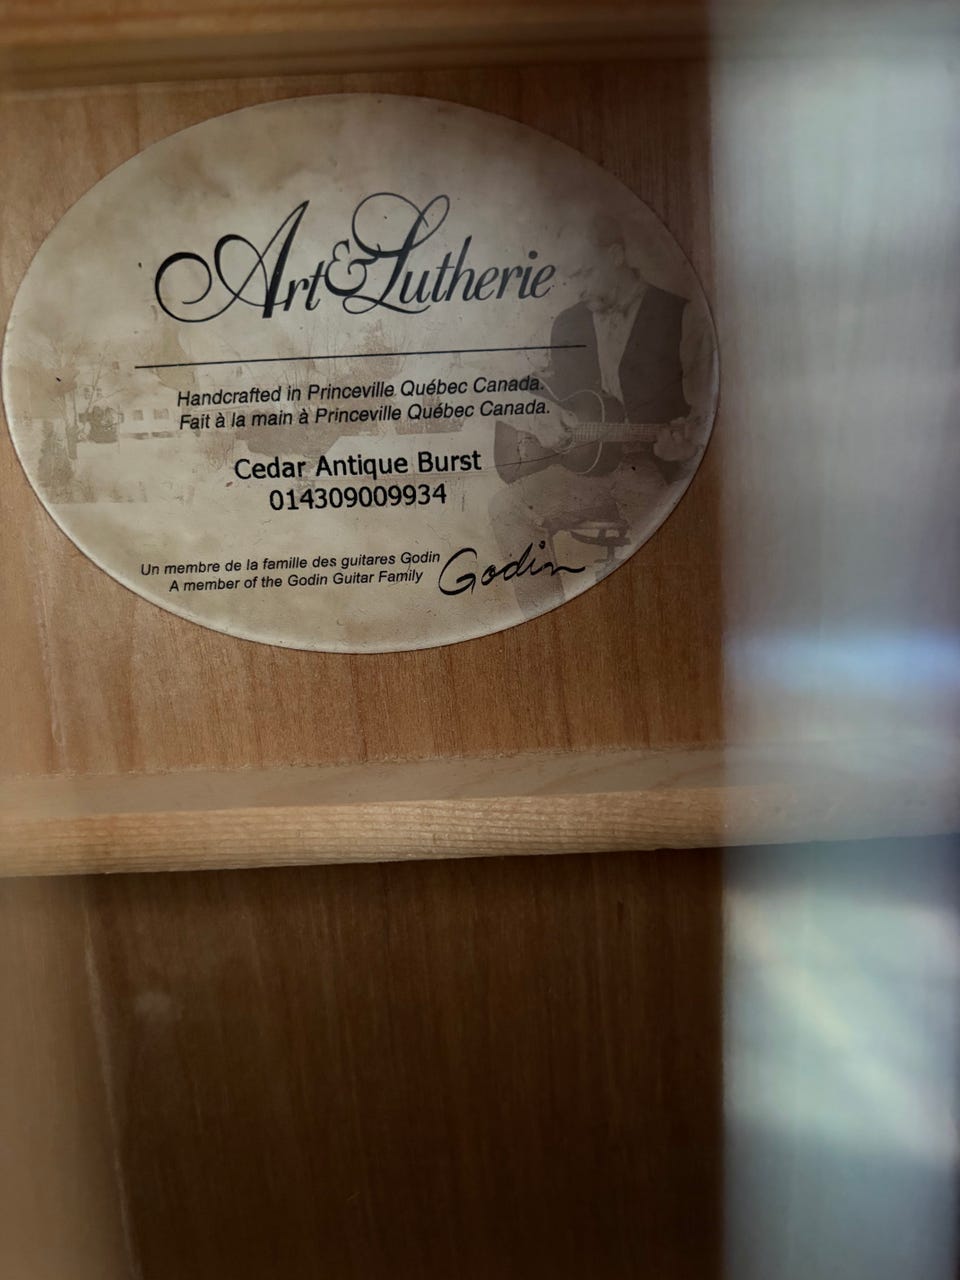 Art & Lutherie
Handcrafted in Princeville Québec Canada.
Fait à la main à Princeville Québec Canada.
Cedar Antique Burst
014309009934
Un membre de la famille des guitares Godin
A member of the Godin Guitar Family
Godin